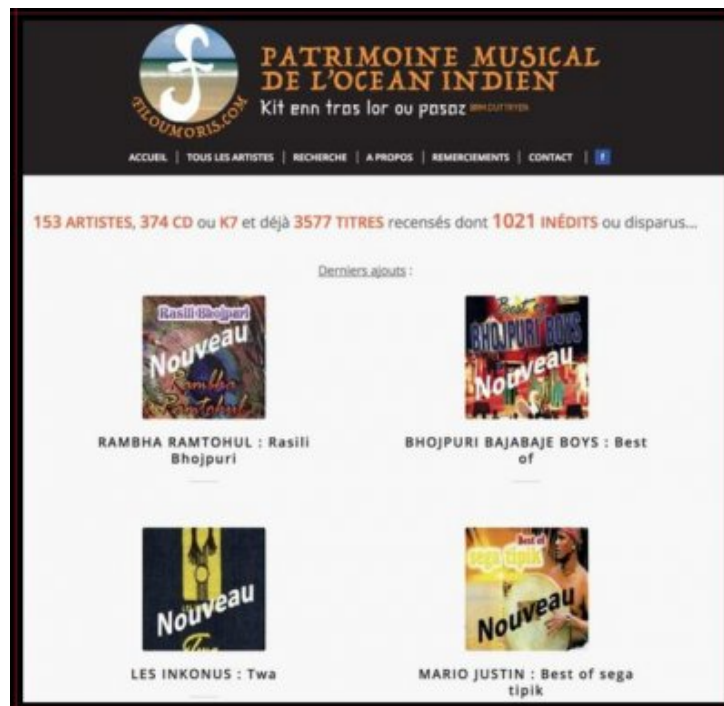 PATRIMOINE MUSICAL
DE L'OCEAN INDIEN
Kit enn tras lor ou pasaz
FILOUMORIS.COM
ACCUEIL | TOUS LES ARTISTES | RECHERCHE | A PROPOS | REMERCIEMENTS | CONTACT | f
153 ARTISTES, 374 CD ou K7 et déjà 3577 TITRES recensés dont 1021 INÉDITS ou disparus...
Derniers ajouts :
Rasili Bhojpuri
Nouveau
Rambha
Ramtohul
Best of
BHOJPURI BOYS
Nouveau
RAMBHA RAMTOHUL : Rasili
Bhojpuri
BHOJPURI BAJABAJE BOYS : Best
of
Nouveau
Twa
Best of
sega tipik
Nouveau
LES INKONUS : Twa
MARIO JUSTIN : Best of sega
tipik